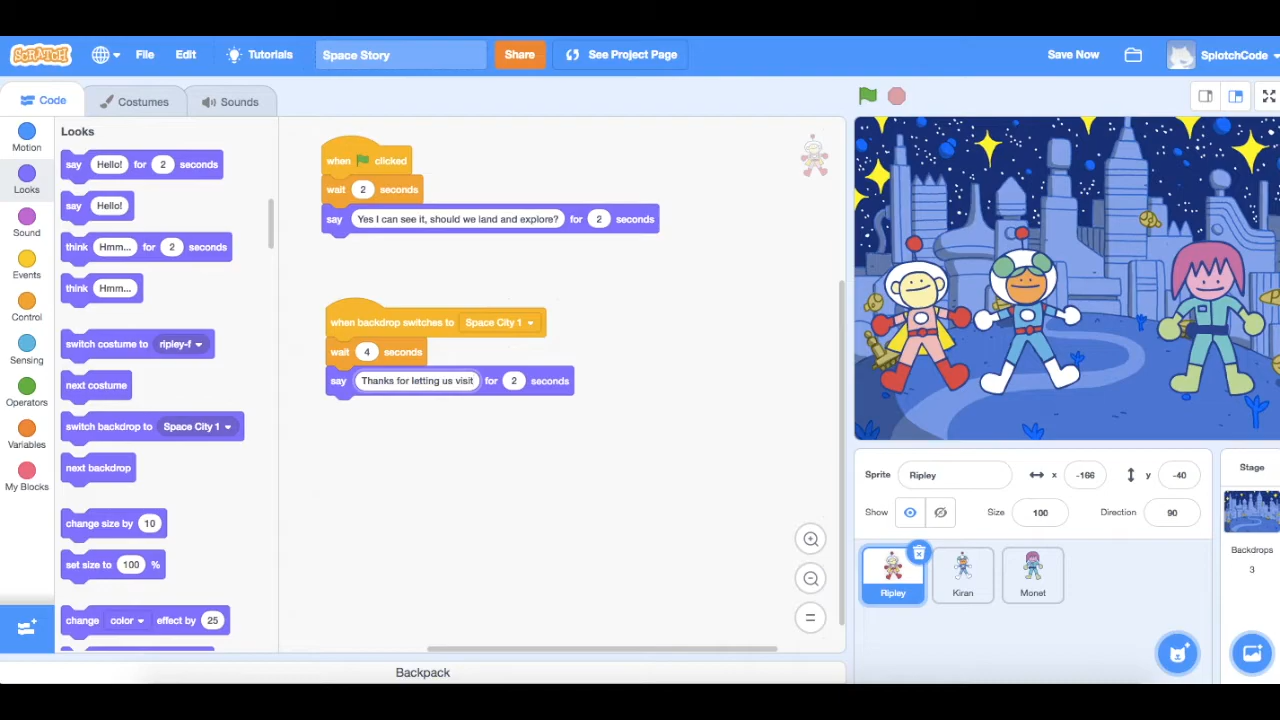 SCRATCH File Edit Tutorials Space Story Share See Project Page Save Now SplotchCode
Code Costumes Sounds
Motion
Looks
Sound
Events
Control
Sensing
Operators
Variables
My Blocks
Looks
say Hello! for 2 seconds
say Hello!
think Hmm... for 2 seconds
think Hmm...
switch costume to ripley-f
next costume
switch backdrop to Space City 1
next backdrop
change size by 10
set size to 100 %
change color effect by 25
when clicked
wait 2 seconds
say Yes I can see it, should we land and explore? for 2 seconds
when backdrop switches to Space City 1
wait 4 seconds
say Thanks for letting us visit for 2 seconds
Backpack
Sprite Ripley x -166 y -40
Show Size 100 Direction 90
Ripley Kiran Monet
Stage
Backdrops
3